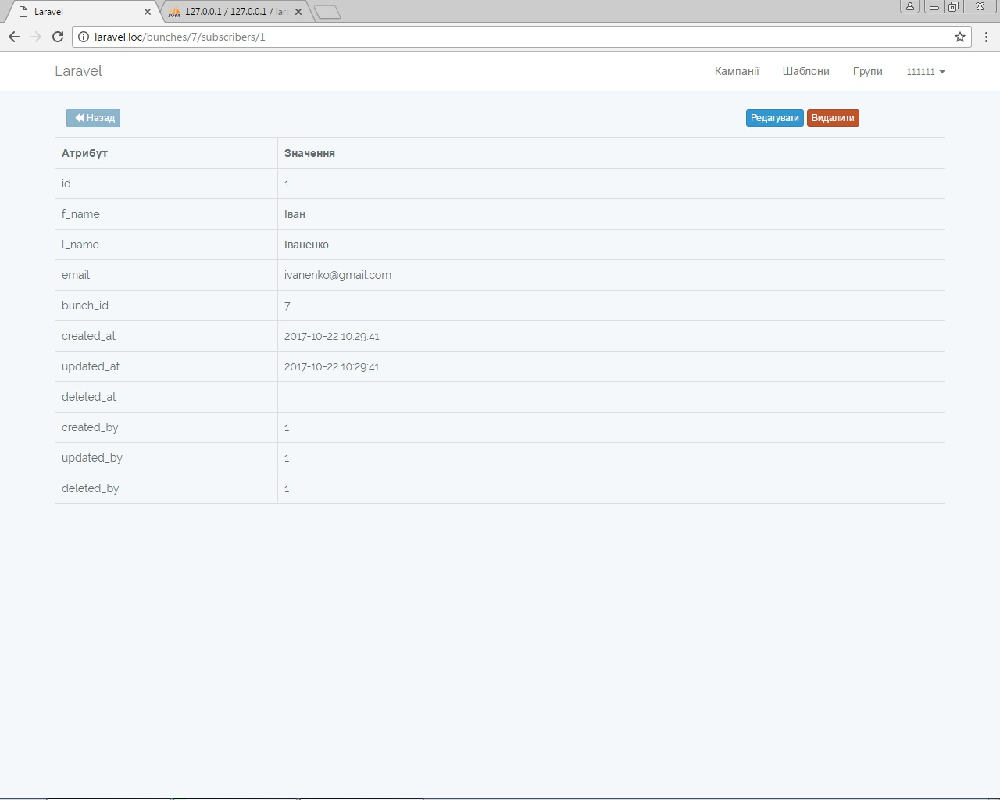 Laravel
127.0.0.1 / 127.0.0.1 / lar
laravel.loc/bunches/7/subscribers/1
Laravel Кампанії Шаблони Групи 111111
Назад Редагувати Видалити
Атрибут Значення
id 1
f_name Іван
l_name Іваненко
email ivanenko@gmail.com
bunch_id 7
created_at 2017-10-22 10:29:41
updated_at 2017-10-22 10:29:41
deleted_at
created_by 1
updated_by 1
deleted_by 1